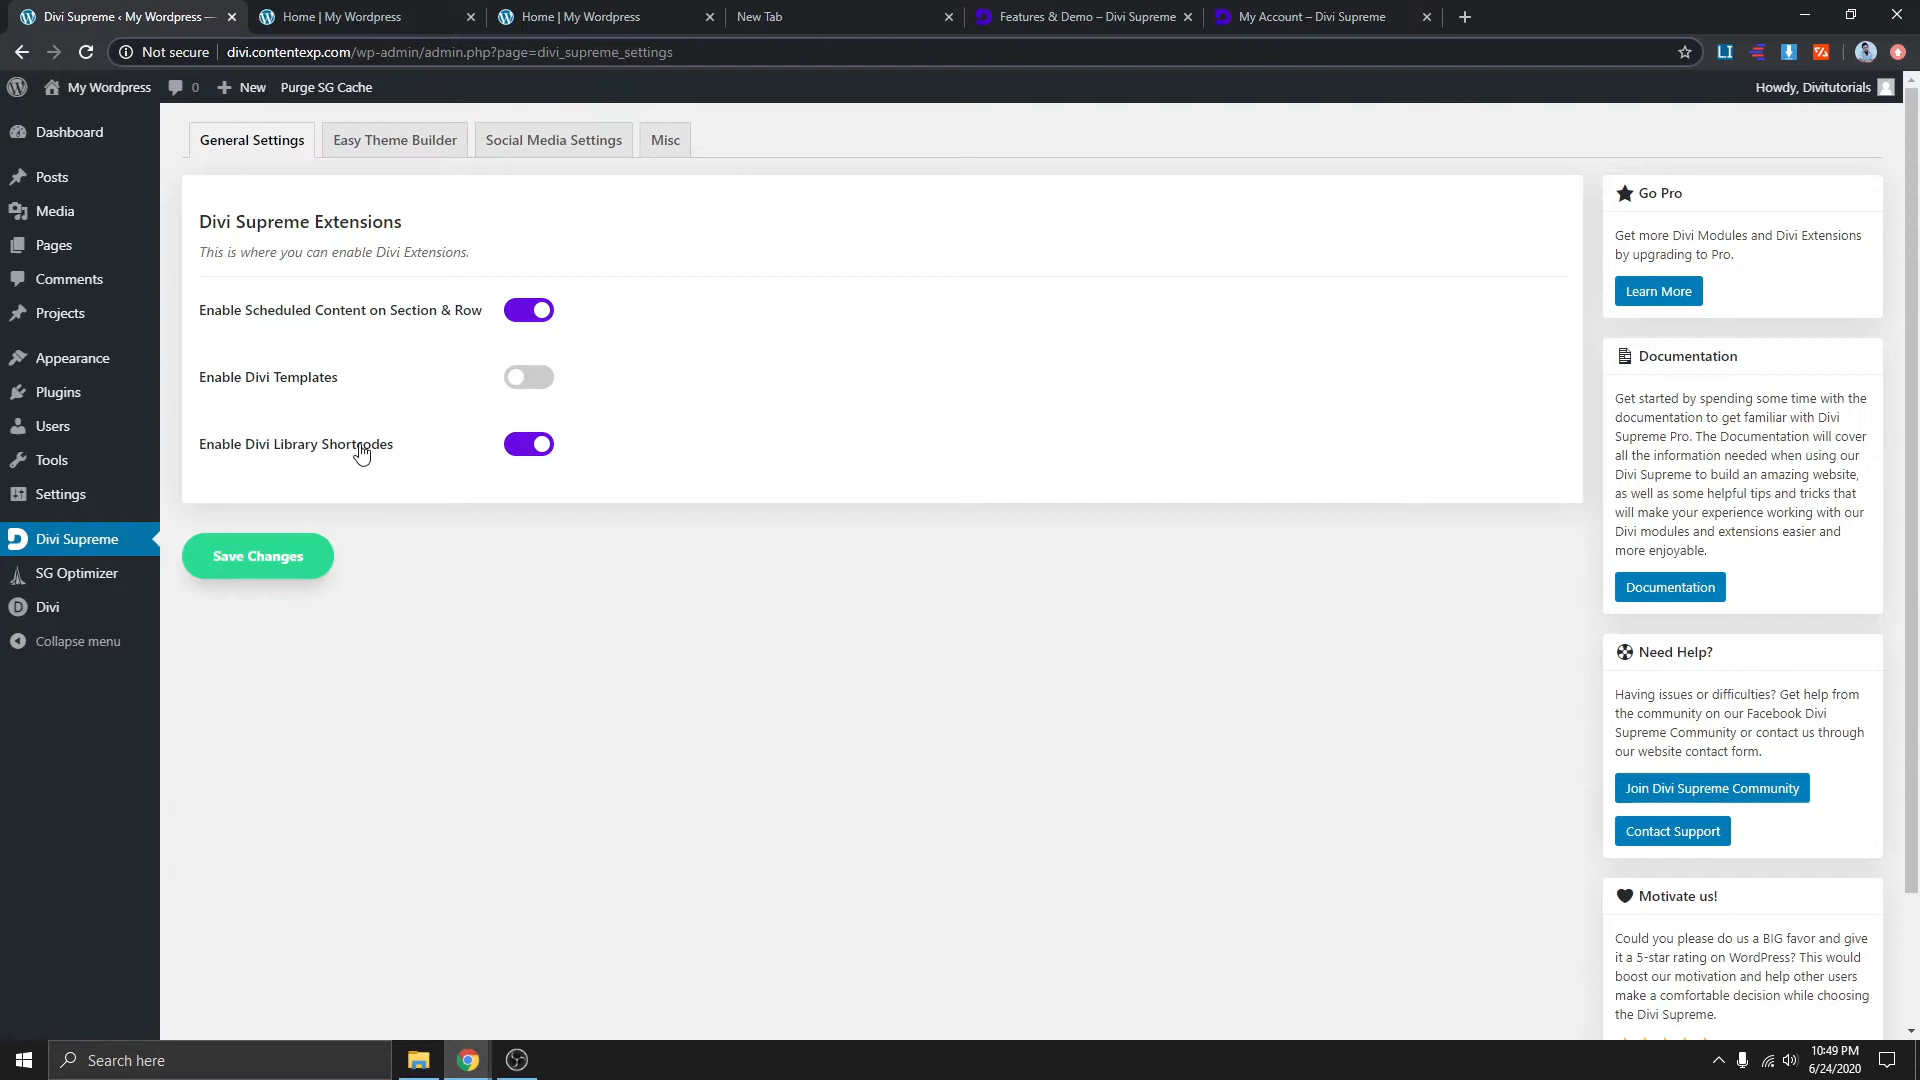 Divi Supreme ‹ My Wordpress —
Home | My Wordpress
Home | My Wordpress
New Tab
Features & Demo – Divi Supreme
My Account – Divi Supreme
Not secure
divi.contentexp.com/wp-admin/admin.php?page=divi_supreme_settings
My Wordpress
0
New
Purge SG Cache
Howdy, Divitutorials
Dashboard
Posts
Media
Pages
Comments
Projects
Appearance
Plugins
Users
Tools
Settings
Divi Supreme
SG Optimizer
Divi
Collapse menu
General Settings
Easy Theme Builder
Social Media Settings
Misc
Divi Supreme Extensions
This is where you can enable Divi Extensions.
Enable Scheduled Content on Section & Row
Enable Divi Templates
Enable Divi Library Shortcodes
Save Changes
Go Pro
Get more Divi Modules and Divi Extensions
by upgrading to Pro.
Learn More
Documentation
Get started by spending some time with the
documentation to get familiar with Divi
Supreme Pro. The Documentation will cover
all the information needed when using our
Divi Supreme to build an amazing website,
as well as some helpful tips and tricks that
will make your experience working with our
Divi modules and extensions easier and
more enjoyable.
Documentation
Need Help?
Having issues or difficulties? Get help from
the community on our Facebook Divi
Supreme Community or contact us through
our website contact form.
Join Divi Supreme Community
Contact Support
Motivate us!
Could you please do us a BIG favor and give
it a 5-star rating on WordPress? This would
boost our motivation and help other users
make a comfortable decision while choosing
the Divi Supreme.
Search here
10:49 PM
6/24/2020